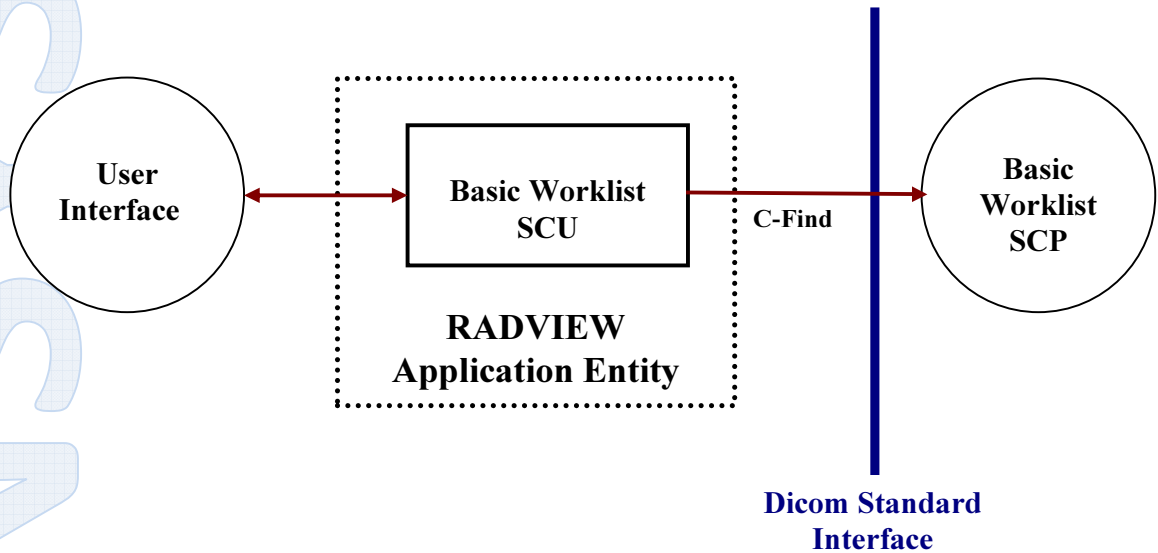 User
Interface
Basic Worklist
SCU
C-Find
Basic
Worklist
SCP
RADVIEW
Application Entity
Dicom Standard
Interface